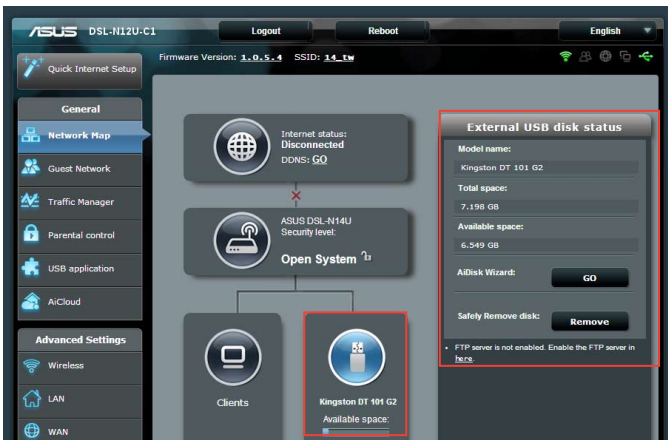 ASUS DSL-N12U-C1 Logout Reboot English
Quick Internet Setup
Firmware Version: 1.0.5.4 SSID: 14_tw
General
Network Map
Guest Network
Traffic Manager
Parental control
USB application
AiCloud
Advanced Settings
Wireless
LAN
WAN
Internet status:
Disconnected
DDNS: GO
ASUS DSL-N14U
Security level:
Open System
Clients
Kingston DT 101 G2
Available space:
External USB disk status
Model name:
Kingston DT 101 G2
Total space:
7.198 GB
Available space:
6.549 GB
AiDisk Wizard: GO
Safely Remove disk: Remove
• FTP server is not enabled. Enable the FTP server in
here.